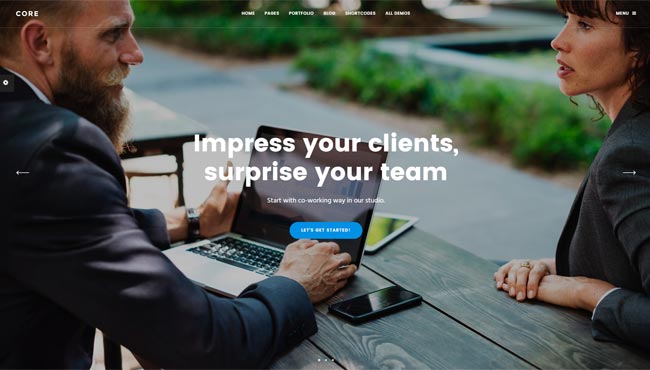 CORE
HOME PAGES PORTFOLIO BLOG SHORTCODES ALL DEMOS
MENU
Impress your clients,
surprise your team
Start with co-working way in our studio.
LET'S GET STARTED!